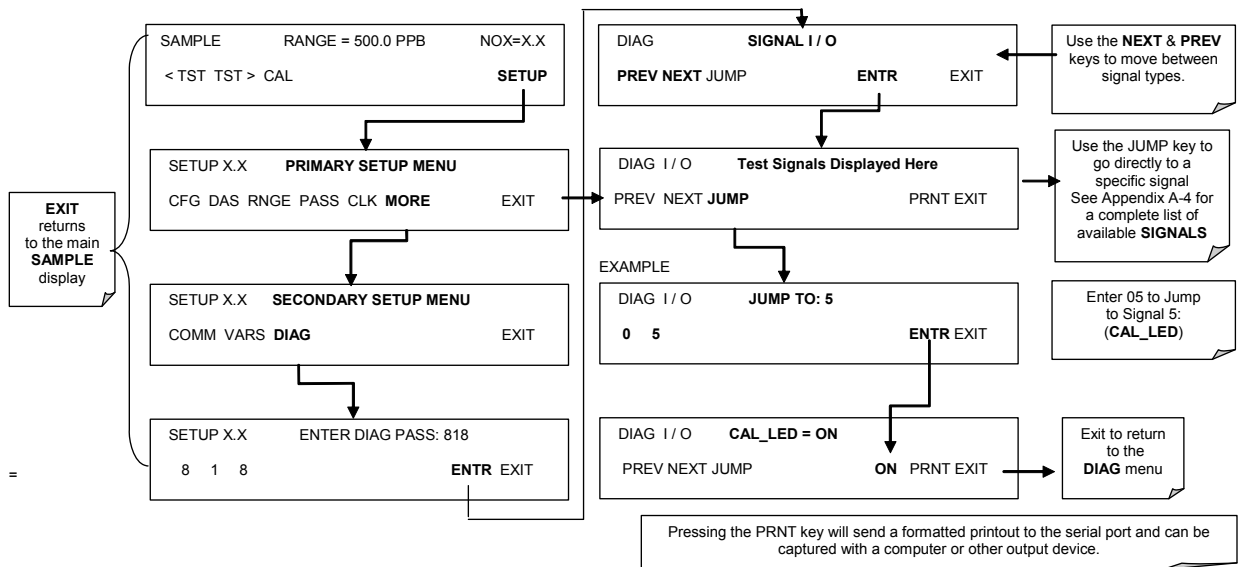 SAMPLE RANGE = 500.0 PPB NOX=X.X
< TST TST > CAL SETUP
SETUP X.X PRIMARY SETUP MENU
CFG DAS RNGE PASS CLK MORE EXIT
EXIT
returns
to the main
SAMPLE
display
SETUP X.X SECONDARY SETUP MENU
COMM VARS DIAG EXIT
SETUP X.X ENTER DIAG PASS: 818
8 1 8 ENTR EXIT
=
DIAG SIGNAL I / O
PREV NEXT JUMP ENTR EXIT
Use the NEXT & PREV
keys to move between
signal types.
DIAG I / O Test Signals Displayed Here
PREV NEXT JUMP PRNT EXIT
Use the JUMP key to
go directly to a
specific signal
See Appendix A-4 for
a complete list of
available SIGNALS
EXAMPLE
DIAG I / O JUMP TO: 5
0 5 ENTR EXIT
Enter 05 to Jump
to Signal 5:
(CAL_LED)
DIAG I / O CAL_LED = ON
PREV NEXT JUMP ON PRNT EXIT
Exit to return
to the
DIAG menu
Pressing the PRNT key will send a formatted printout to the serial port and can be
captured with a computer or other output device.